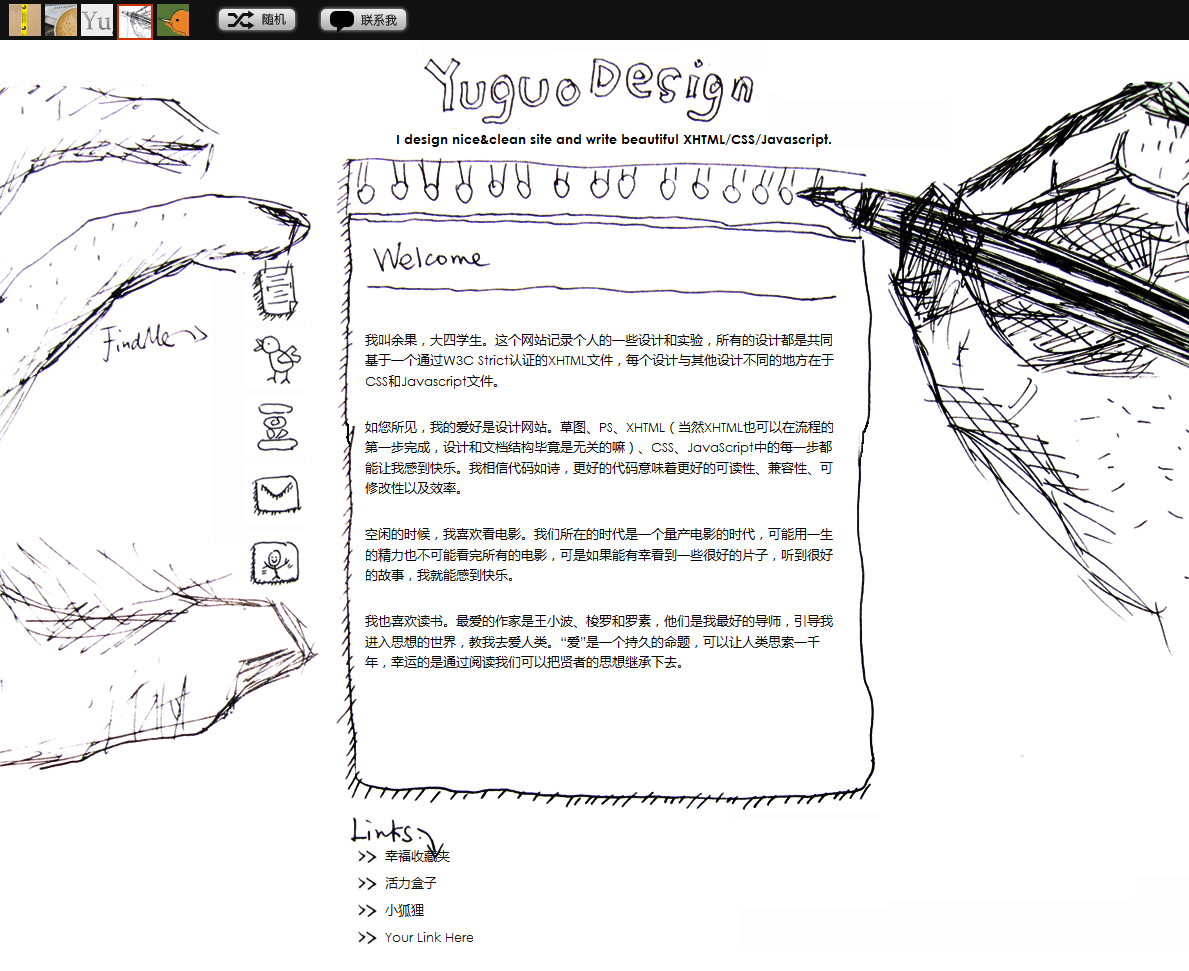 Yu
随机
联系我
Yuguo Design
I design nice&clean site and write beautiful XHTML/CSS/Javascript.
Welcome
FindMe
我叫余果，大四学生。这个网站记录个人的一些设计和实验，所有的设计都是共同
基于一个通过W3C Strict认证的XHTML文件，每个设计与其他设计不同的地方在于
CSS和Javascript文件。
如您所见，我的爱好是设计网站。草图、PS、XHTML（当然XHTML也可以在流程的
第一步完成，设计和文档结构毕竟是无关的嘛）、CSS、JavaScript中的每一步都
能让我感到快乐。我相信代码如诗，更好的代码意味着更好的可读性、兼容性、可
修改性以及效率。
空闲的时候，我喜欢看电影。我们所在的时代是一个量产电影的时代，可能用一生
的精力也不可能看完所有的电影，可是如果能有幸看到一些很好的片子，听到很好
的故事，我就能感到快乐。
我也喜欢读书。最爱的作家是王小波、梭罗和罗素，他们是我最好的导师，引导我
进入思想的世界，教我去爱人类。“爱”是一个持久的命题，可以让人类思索一千
年，幸运的是通过阅读我们可以把贤者的思想继承下去。
Links
>> 幸福收藏夹
>> 活力盒子
>> 小狐狸
>> Your Link Here